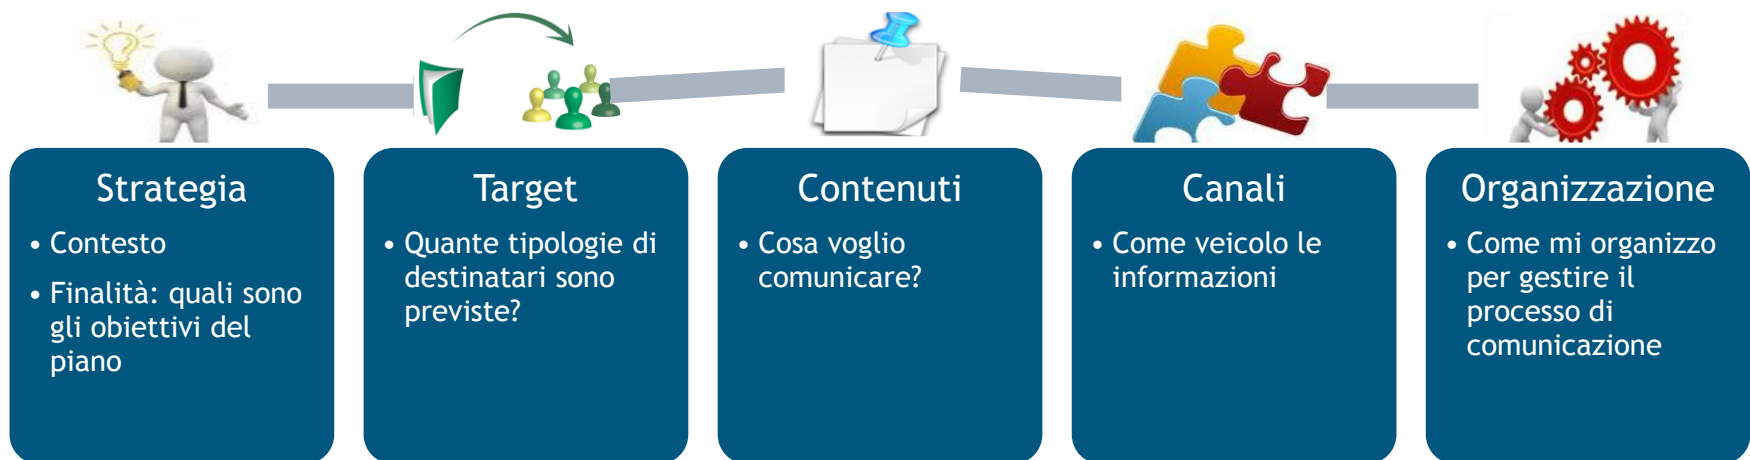 Strategia
• Contesto
• Finalità: quali sono
gli obiettivi del
piano
Target
• Quante tipologie di
destinatari sono
previste?
Contenuti
• Cosa voglio
comunicare?
Canali
• Come veicolo le
informazioni
Organizzazione
• Come mi organizzo
per gestire il
processo di
comunicazione